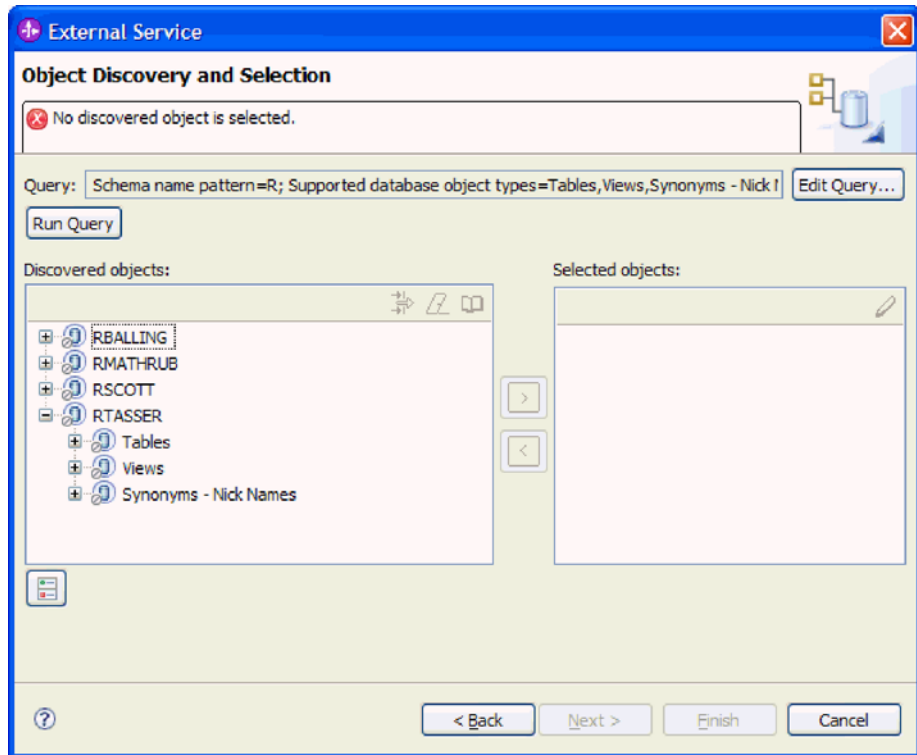 External Service
Object Discovery and Selection
No discovered object is selected.
Query: Schema name pattern=R; Supported database object types=Tables,Views,Synonyms - Nick Edit Query...
Run Query
Discovered objects: Selected objects:
RBALLING
RMATHRUB
RSCOTT
RTASSER
Tables
Views
Synonyms - Nick Names
>
<
? < Back Next > Finish Cancel